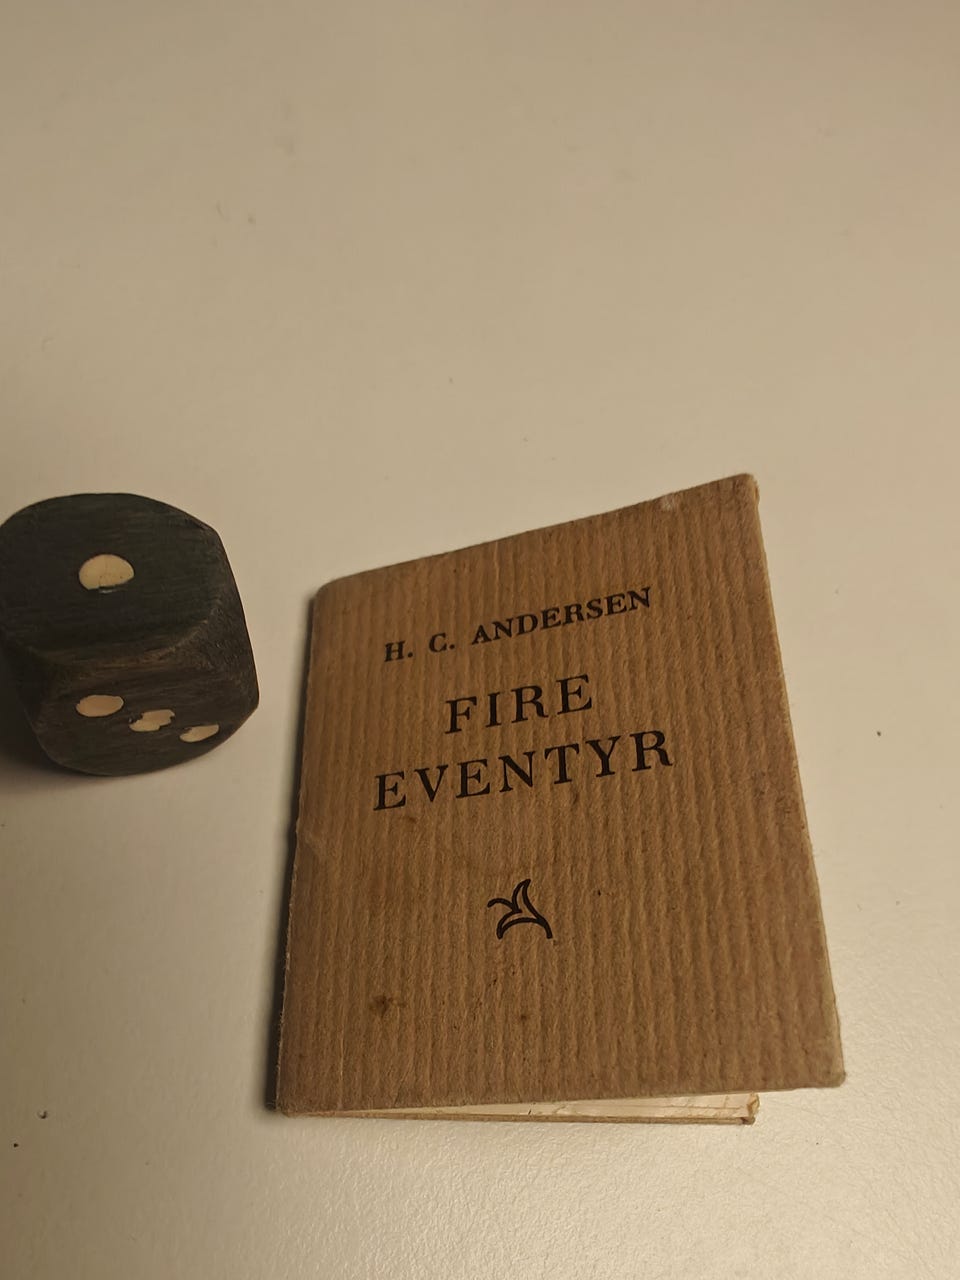 H. C. ANDERSEN
FIRE
EVENTYR